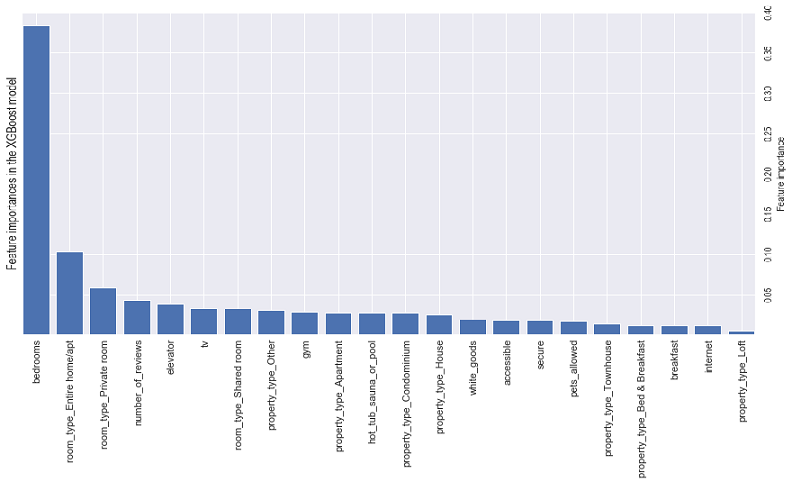 Feature importances in the XGBoost model
0.40
0.35
0.30
0.25
0.20
0.15
0.10
0.05
Feature importance
bedrooms
room_type_Entire home/apt
room_type_Private room
number_of_reviews
elevator
tv
room_type_Shared room
property_type_Other
gym
property_type_Apartment
hot_tub_sauna_or_pool
property_type_Condominium
property_type_House
white_goods
accessible
secure
pets_allowed
property_type_Townhouse
property_type_Bed & Breakfast
breakfast
internet
property_type_Loft